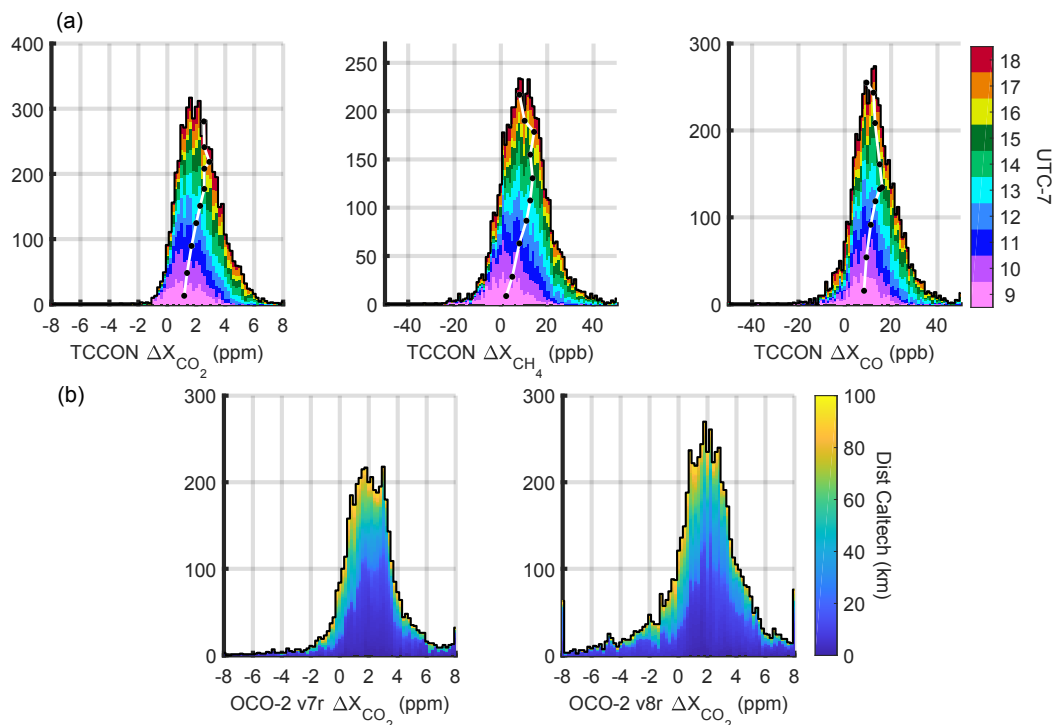 (a)
400
300
200
100
0
-8 -6 -4 -2 0 2 4 6 8
TCCON ΔX_CO₂ (ppm)
250
200
150
100
50
0
-40 -20 0 20 40
TCCON ΔX_CH₄ (ppb)
300
200
100
0
-40 -20 0 20 40
TCCON ΔX_CO (ppb)
18
17
16
15
14
13
12
11
10
9
UTC-7
(b)
300
200
100
0
-8 -6 -4 -2 0 2 4 6 8
OCO-2 v7r ΔX_CO₂ (ppm)
300
200
100
0
-8 -6 -4 -2 0 2 4 6 8
OCO-2 v8r ΔX_CO₂ (ppm)
100
80
60
40
20
0
Dist Caltech (km)